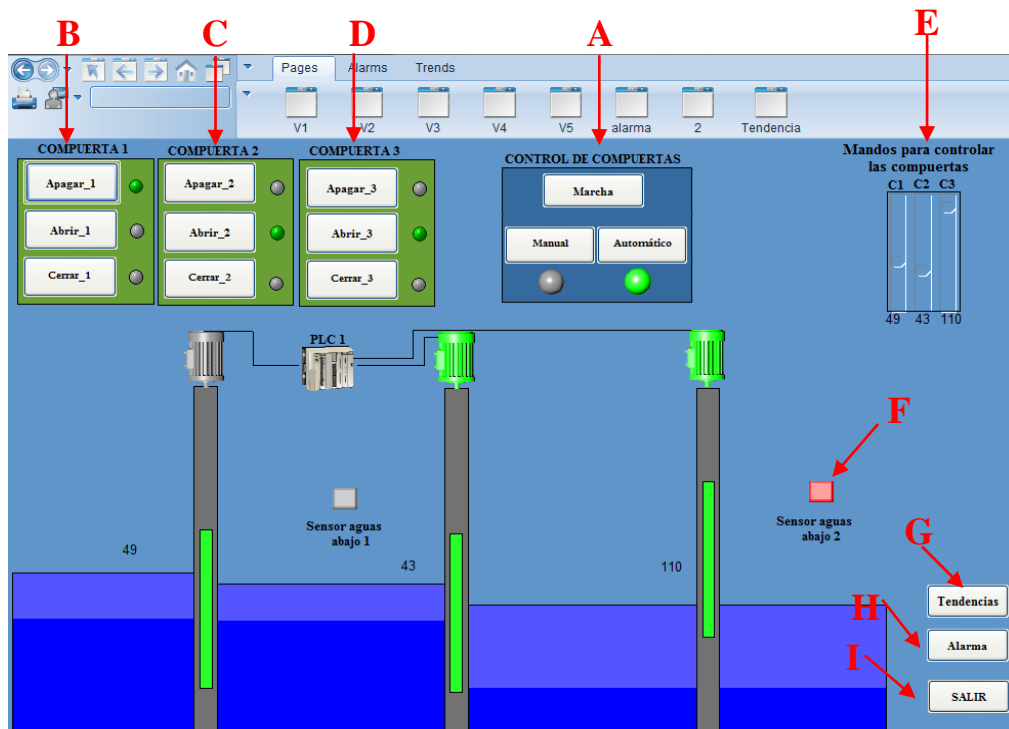 B
C
D
A
E
Pages
Alarms
Trends
V1
V2
V3
V4
V5
alarma
2
Tendencia
COMPUERTA 1
COMPUERTA 2
COMPUERTA 3
Apagar_1
Abrir_1
Cerrar_1
Apagar_2
Abrir_2
Cerrar_2
Apagar_3
Abrir_3
Cerrar_3
CONTROL DE COMPUERTAS
Marcha
Manual
Automático
Mandos para controlar
las compuertas
C1 C2 C3
49 43 110
PLC 1
F
Sensor aguas
abajo 1
Sensor aguas
abajo 2
49
43
110
G
H
I
Tendencias
Alarma
SALIR